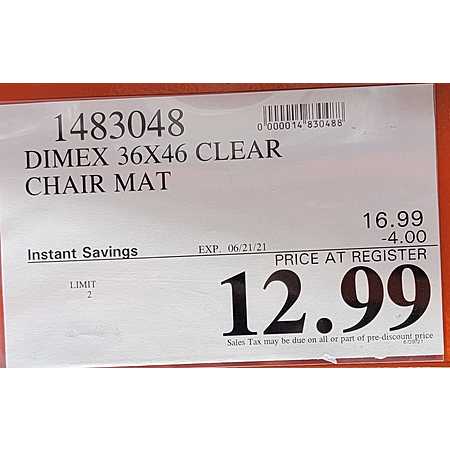 1483048
0 000014 830488
DIMEX 36X46 CLEAR
CHAIR MAT
16.99
-4.00
Instant Savings EXP. 06/21/21
PRICE AT REGISTER
LIMIT
2
12.99
Sales Tax may be due on all or part of pre-discount price